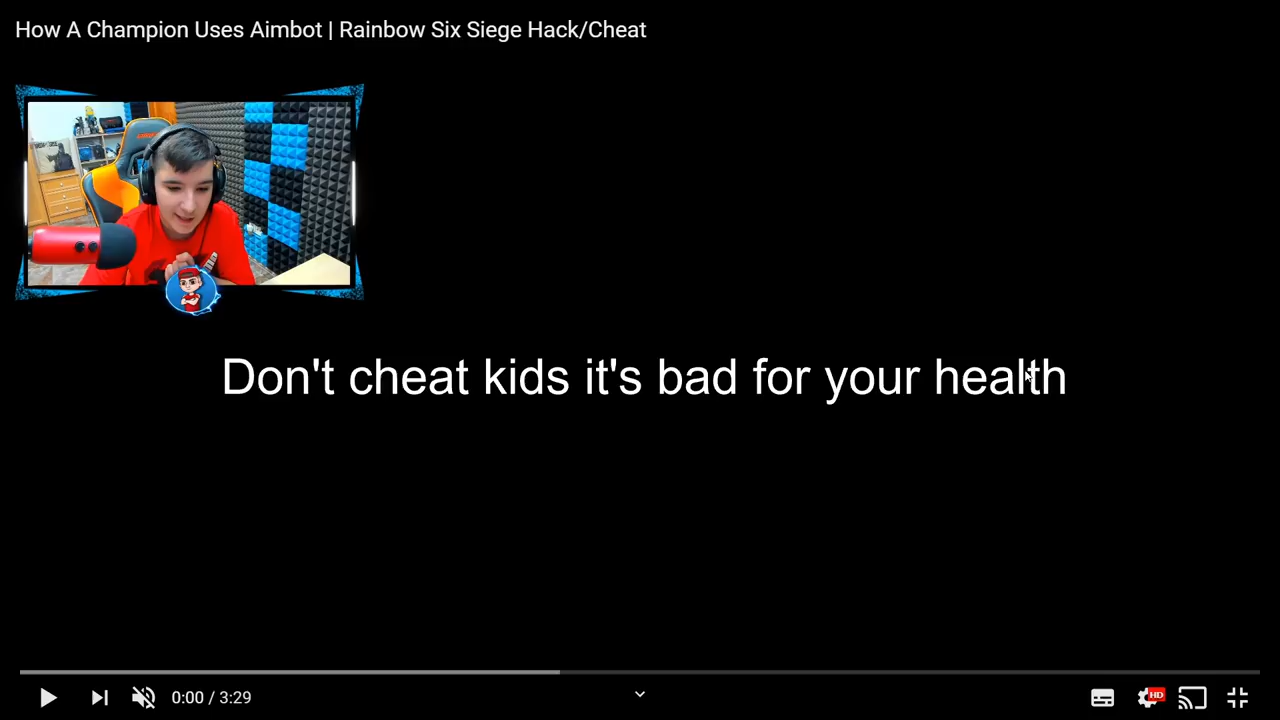 How A Champion Uses Aimbot | Rainbow Six Siege Hack/Cheat
Don't cheat kids it's bad for your health
0:00 / 3:29
HD